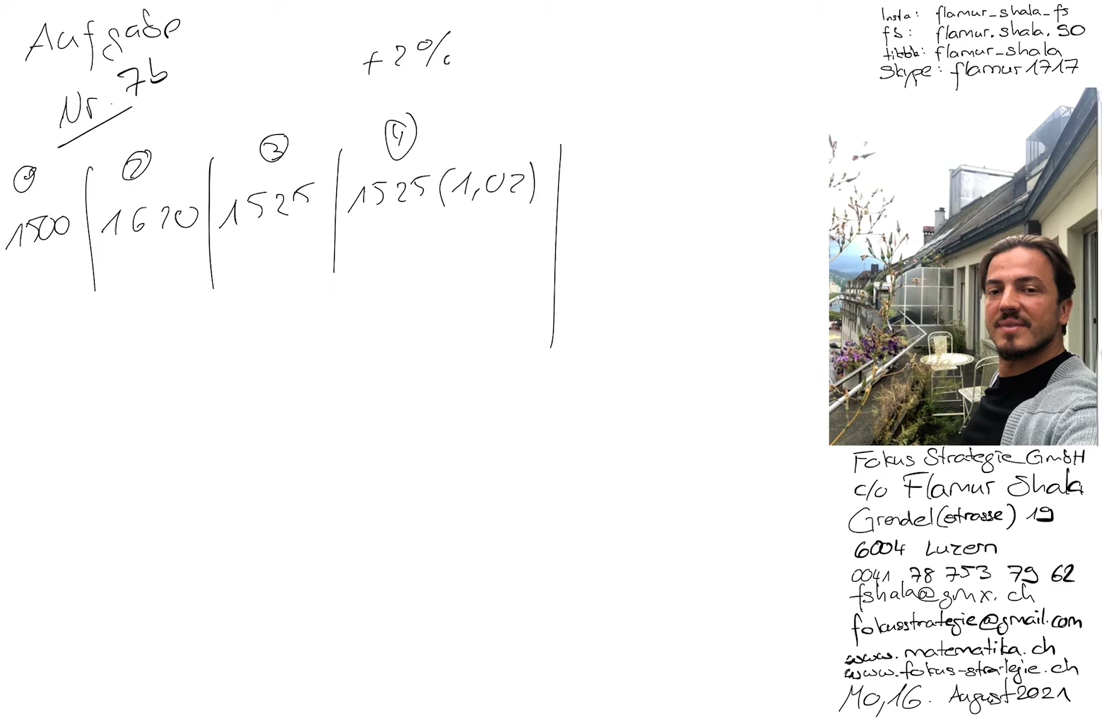 Aufgabe
Nr. 7b
+2%
① | ② | ③ | ④
1500 | 1620 | 1525 | 1525(1,02) |
Insta: flamur_shala_fs
fb: flamur.shala.90
tiktok: flamur_shala
Skype: flamur1717
Fokus Strategie GmbH
c/o Flamur Shala
Grendel(strasse) 19
6004 Luzern
0041 78 753 79 62
fshala@gmx.ch
fokusstrategie@gmail.com
www.matematika.ch
www.fokus-strategie.ch
Mo, 16. August 2021